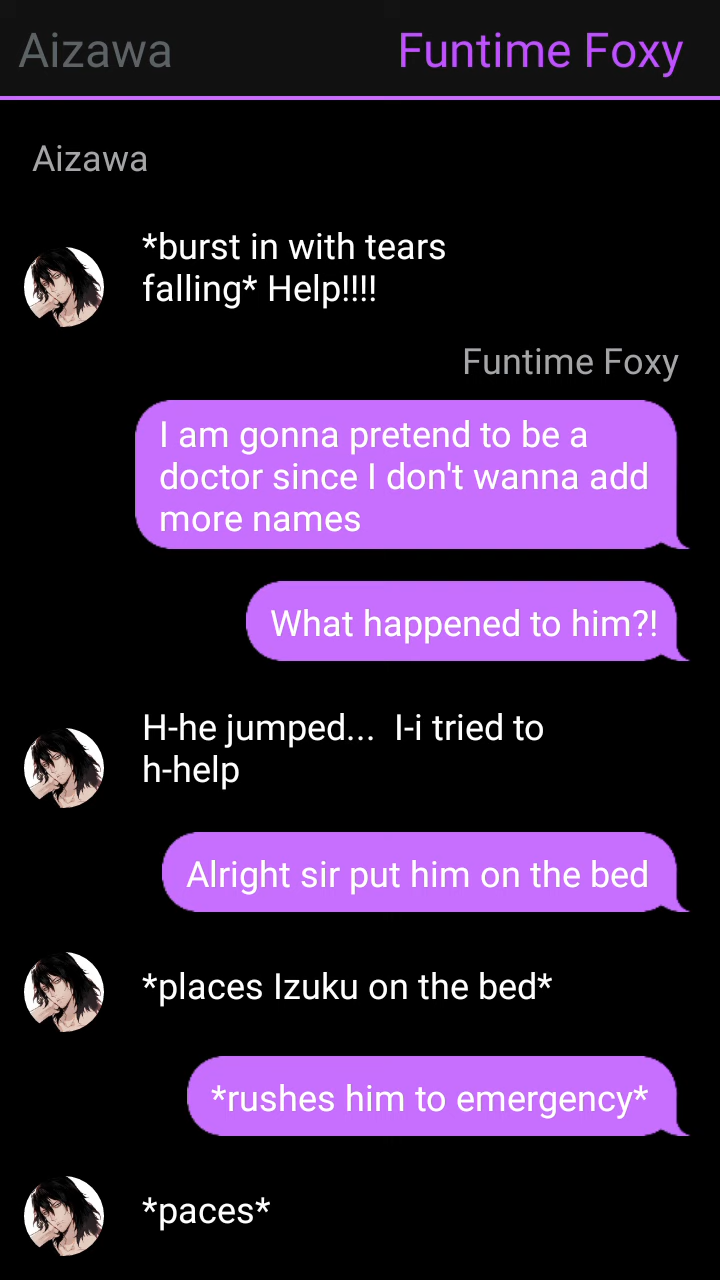 Aizawa
Funtime Foxy
Aizawa
*burst in with tears
falling* Help!!!!
Funtime Foxy
I am gonna pretend to be a
doctor since I don't wanna add
more names
What happened to him?!
H-he jumped...  I-i tried to
h-help
Alright sir put him on the bed
*places Izuku on the bed*
*rushes him to emergency*
*paces*